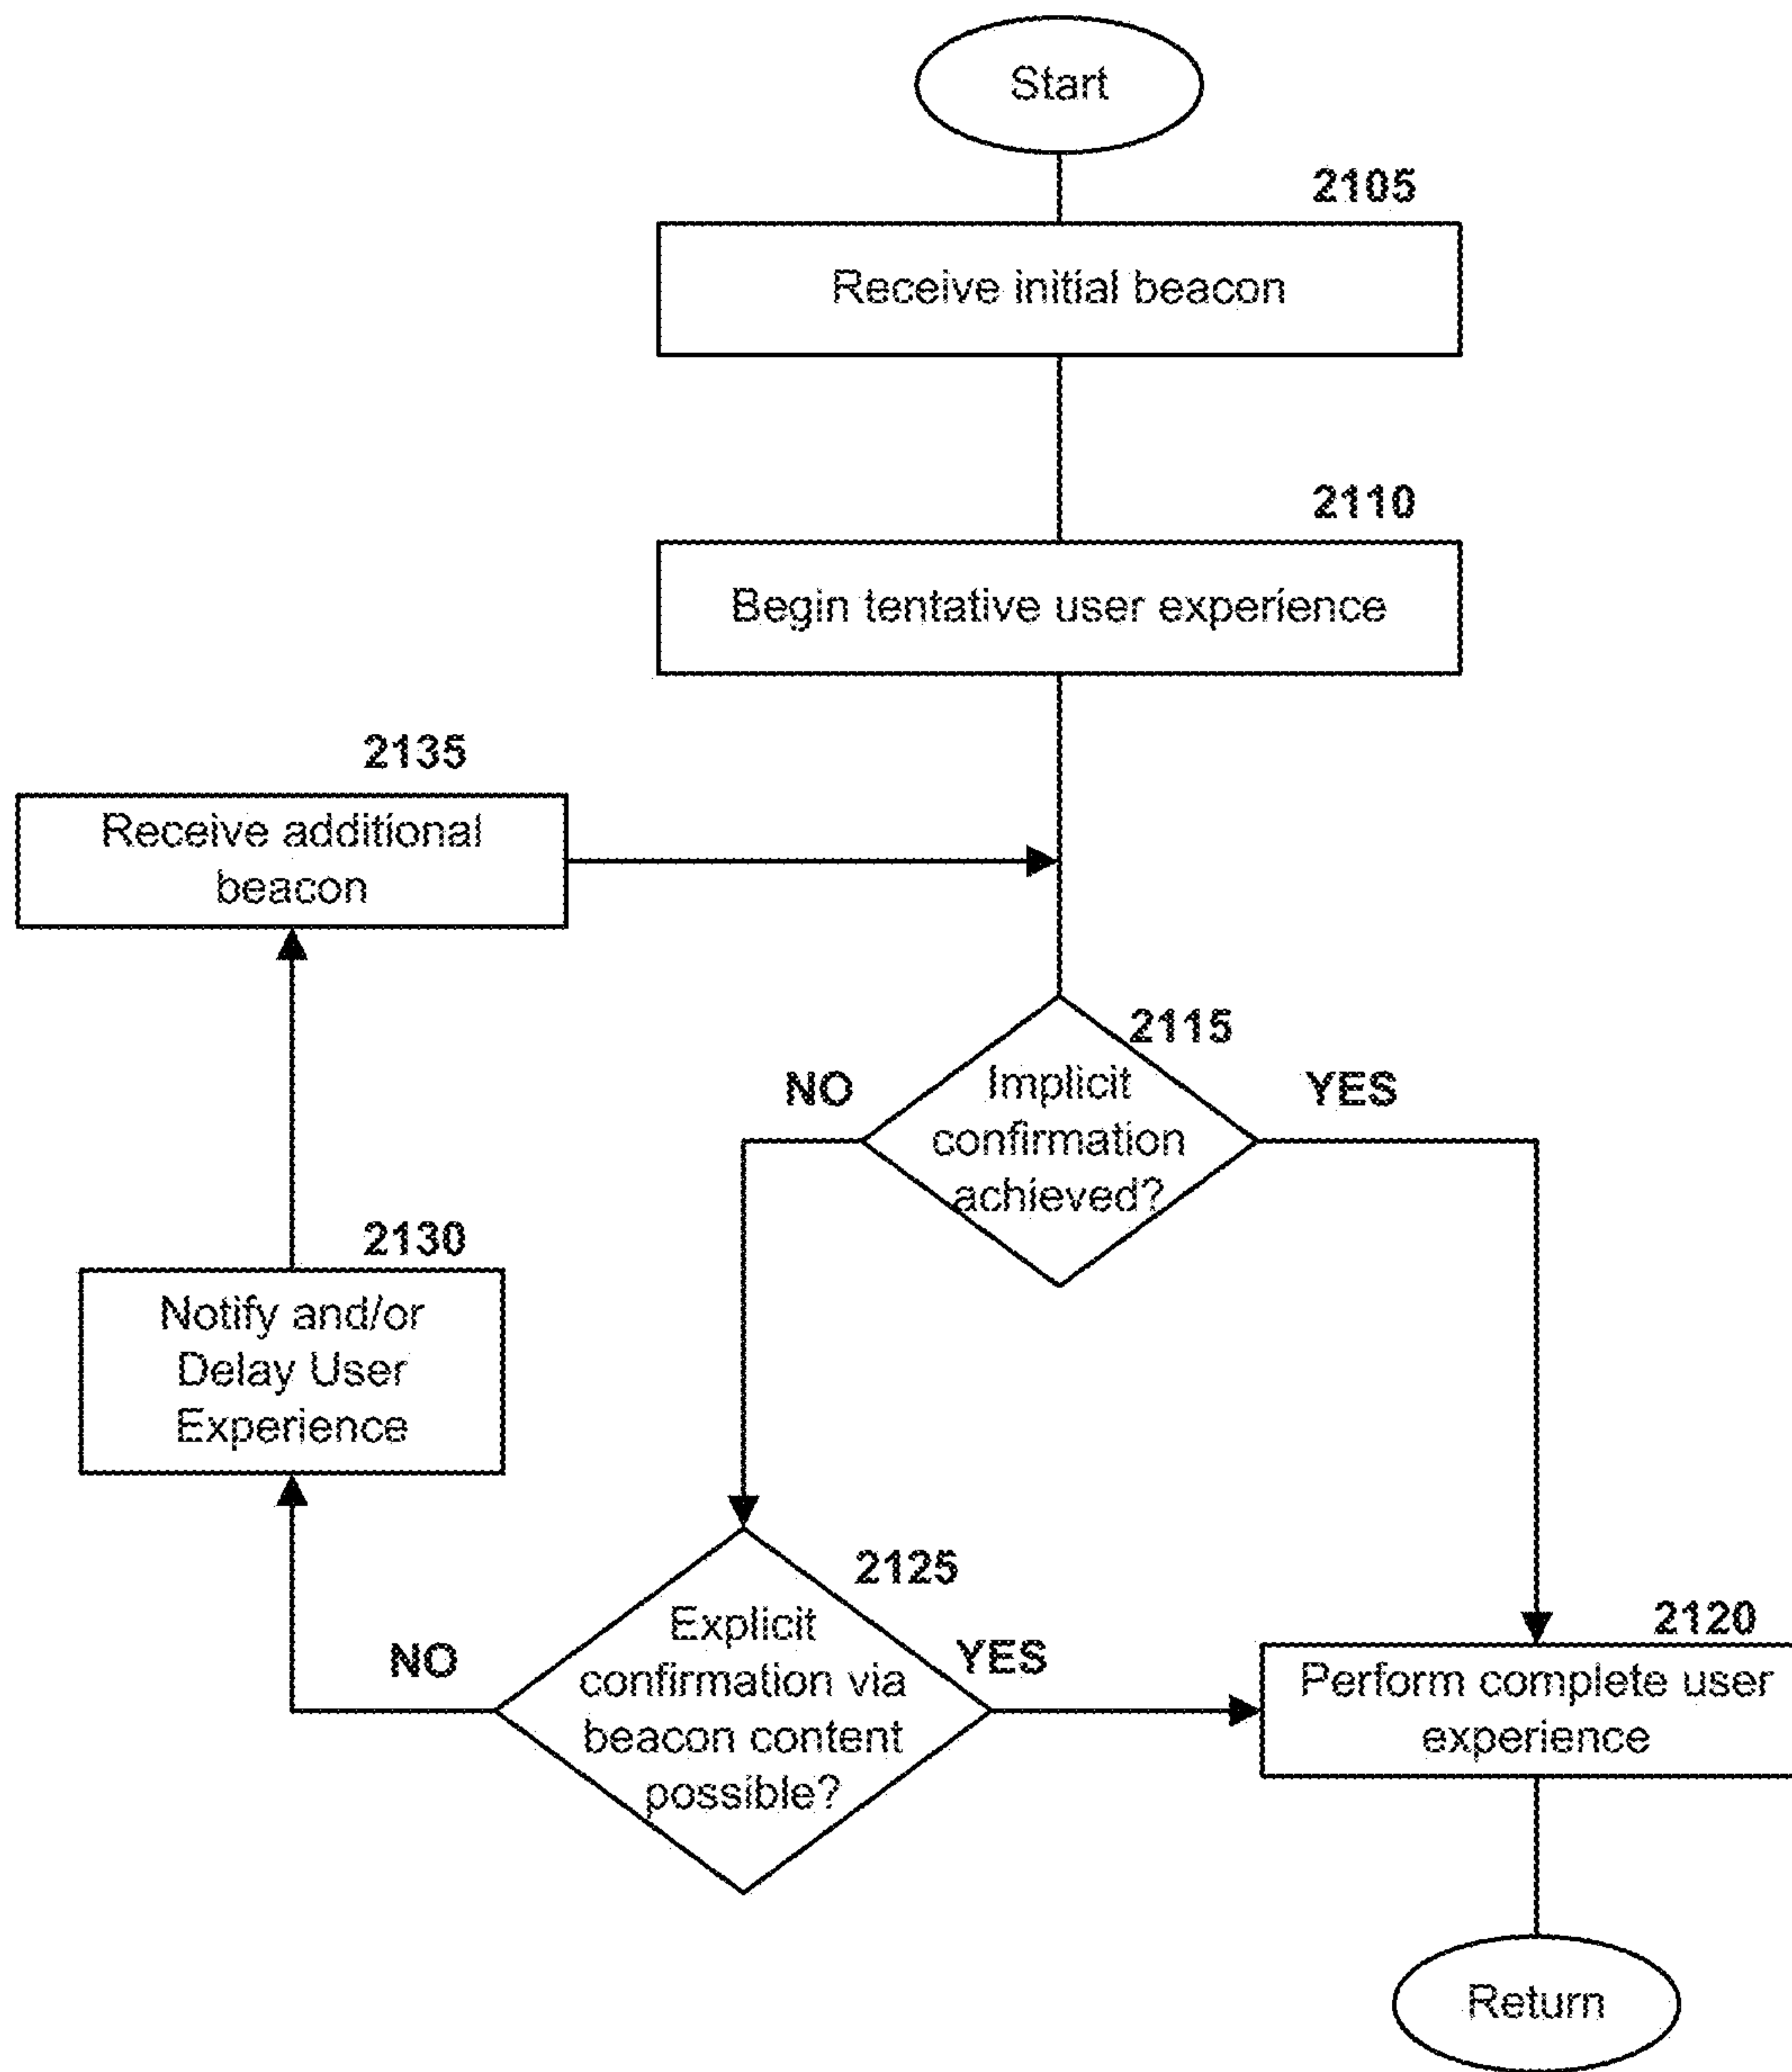 Start
2105
Receive initial beacon
2110
Begin tentative user experience
2135
Receive additional
beacon
2115
NO
YES
Implicit
confirmation
achieved?
2130
Notify and/or
Delay User
Experience
2125
Explicit
confirmation via
beacon content
possible?
NO
YES
2120
Perform complete user
experience
Return